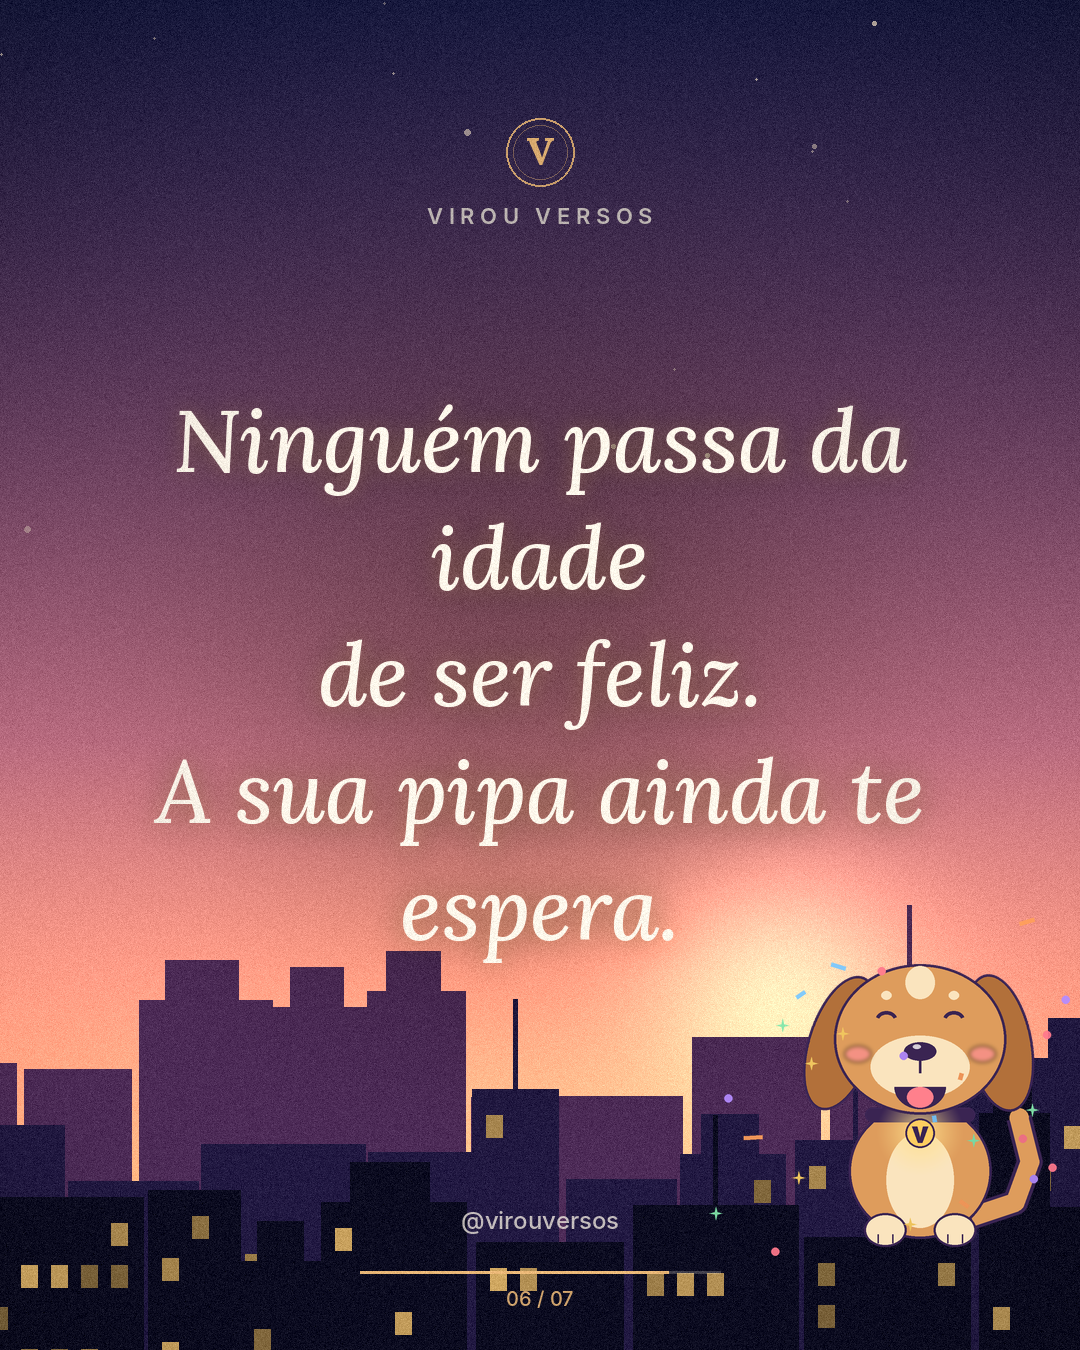 V
VIROU VERSOS
Ninguém passa da
idade
de ser feliz.
A sua pipa ainda te
espera.
V
@virouversos
06 / 07